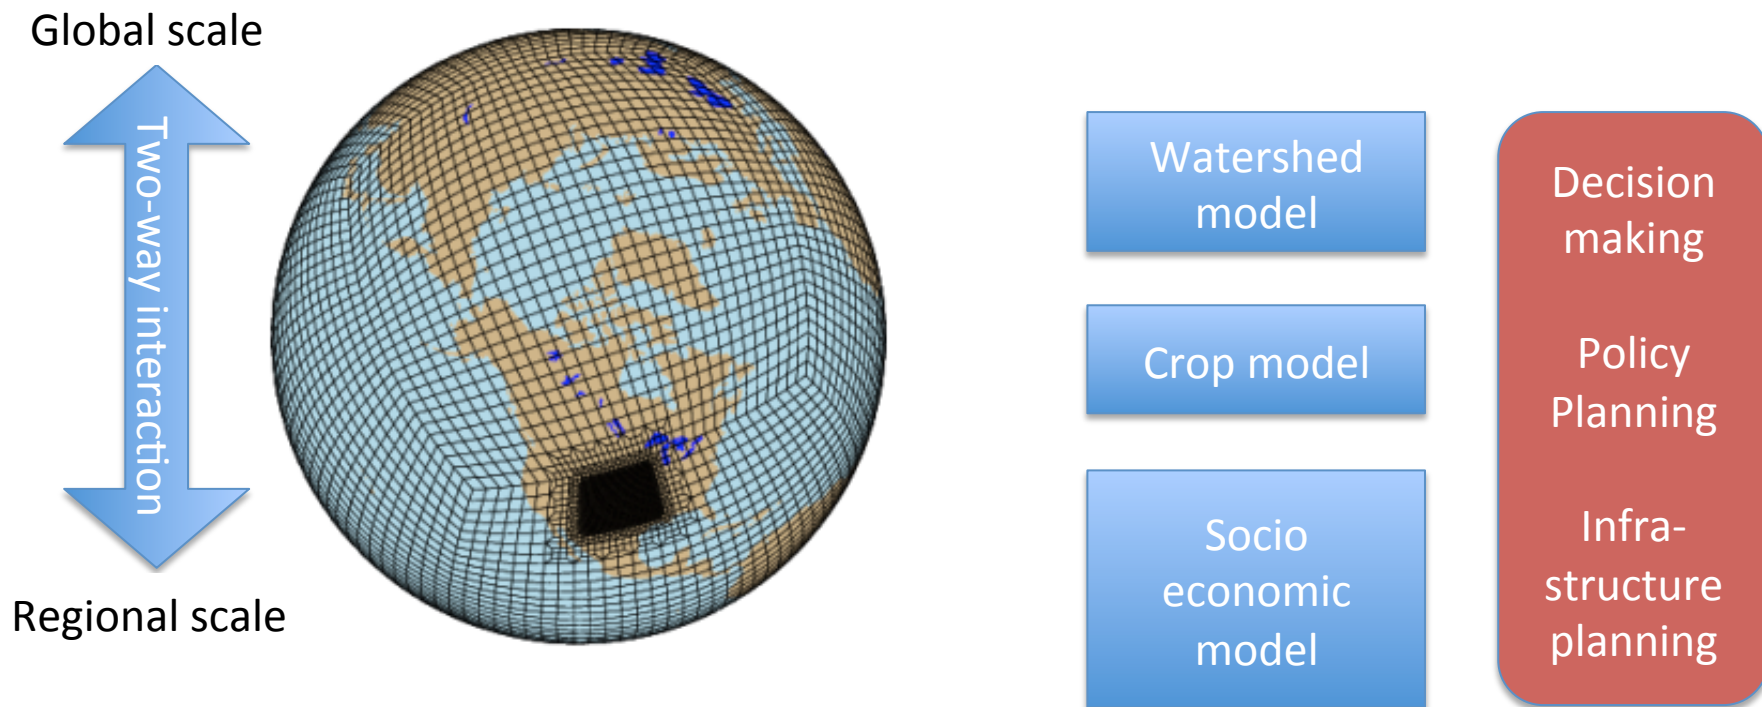 Global scale
Two-way interaction
Regional scale
Watershed
model
Crop model
Socio
economic
model
Decision
making
Policy
Planning
Infra-
structure
planning